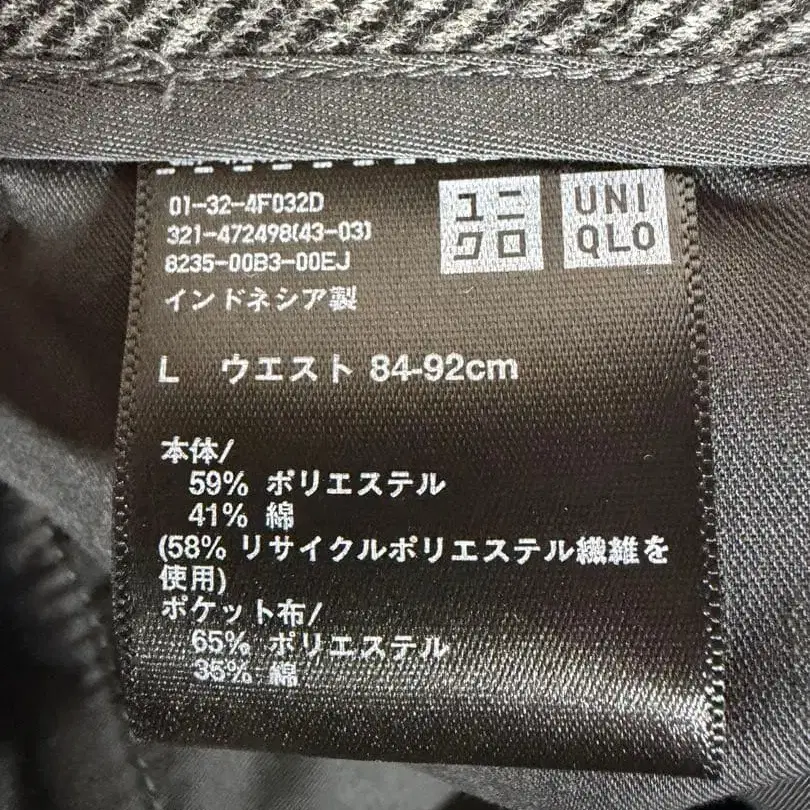 01-32-4F032D
321-472498(43-03)
8235-00B3-00EJ
インドネシア製
ユニ
クロ
UNI
QLO
L ウエスト 84-92cm
本体/
59% ポリエステル
41% 綿
(58% リサイクルポリエステル繊維を
使用)
ポケット布/
65% ポリエステル
35% 綿